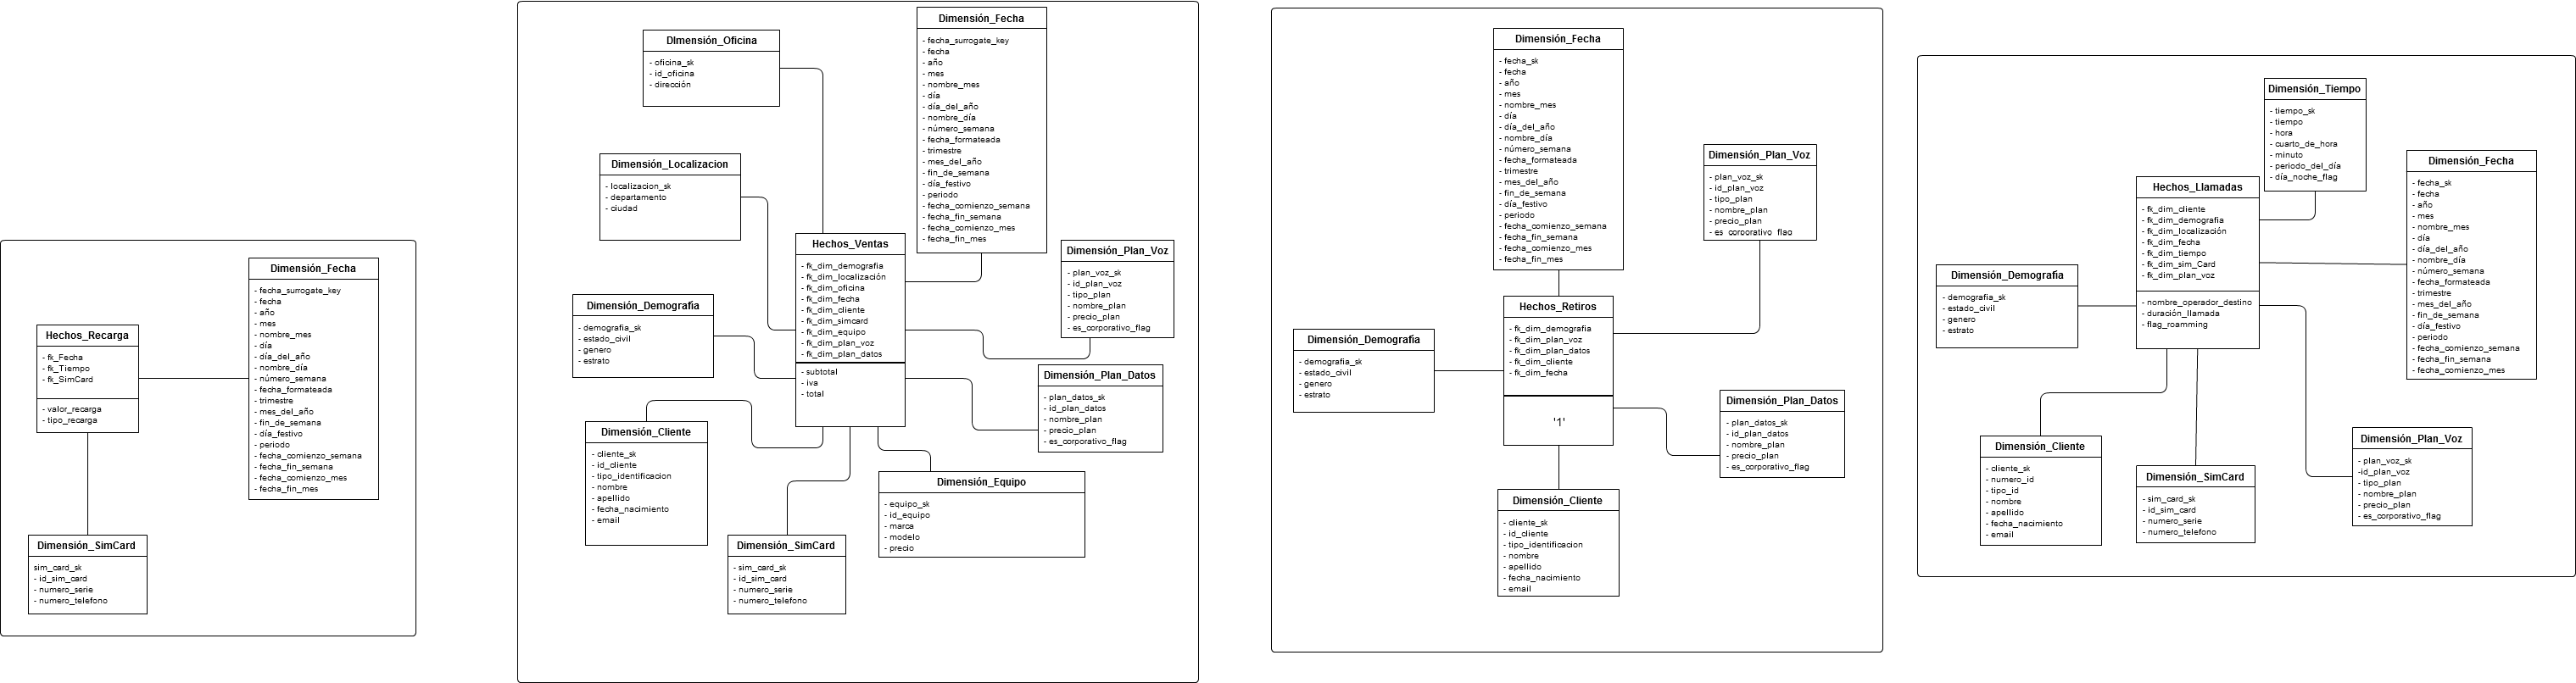 Hechos_Recarga
- fk_Fecha
- fk_Tiempo
- fk_SimCard
- valor_recarga
- tipo_recarga
Dimensión_Fecha
- fecha_surrogate_key
- fecha
- año
- mes
- nombre_mes
- día
- día_del_año
- nombre_día
- número_semana
- fecha_formateada
- trimestre
- mes_del_año
- fin_de_semana
- día_festivo
- periodo
- fecha_comienzo_semana
- fecha_fin_semana
- fecha_comienzo_mes
- fecha_fin_mes
Dimensión_SimCard
sim_card_sk
- id_sim_card
- numero_serie
- numero_telefono
DImensión_Oficina
- oficina_sk
- id_oficina
- dirección
Dimensión_Fecha
- fecha_surrogate_key
- fecha
- año
- mes
- nombre_mes
- día
- día_del_año
- nombre_día
- número_semana
- fecha_formateada
- trimestre
- mes_del_año
- fin_de_semana
- día_festivo
- periodo
- fecha_comienzo_semana
- fecha_fin_semana
- fecha_comienzo_mes
- fecha_fin_mes
Dimensión_Localizacion
- localizacion_sk
- departamento
- ciudad
Hechos_Ventas
- fk_dim_demografia
- fk_dim_localización
- fk_dim_oficina
- fk_dim_fecha
- fk_dim_cliente
- fk_dim_simcard
- fk_dim_equipo
- fk_dim_plan_voz
- fk_dim_plan_datos
- subtotal
- iva
- total
Dimensión_Plan_Voz
- plan_voz_sk
- id_plan_voz
- tipo_plan
- nombre_plan
- precio_plan
- es_corporativo_flag
Dimensión_Demografía
- demografia_sk
- estado_civil
- genero
- estrato
Dimensión_Plan_Datos
- plan_datos_sk
- id_plan_datos
- nombre_plan
- precio_plan
- es_corporativo_flag
Dimensión_Cliente
- cliente_sk
- id_cliente
- tipo_identificacion
- nombre
- apellido
- fecha_nacimiento
- email
Dimensión_Equipo
- equipo_sk
- id_equipo
- marca
- modelo
- precio
Dimensión_SimCard
- sim_card_sk
- id_sim_card
- numero_serie
- numero_telefono
Dimensión_Fecha
- fecha_sk
- fecha
- año
- mes
- nombre_mes
- día
- día_del_año
- nombre_día
- número_semana
- fecha_formateada
- trimestre
- mes_del_año
- fin_de_semana
- día_festivo
- periodo
- fecha_comienzo_semana
- fecha_fin_semana
- fecha_comienzo_mes
- fecha_fin_mes
Dimensión_Plan_Voz
- plan_voz_sk
- id_plan_voz
- tipo_plan
- nombre_plan
- precio_plan
- es_corporativo_flag
Hechos_Retiros
- fk_dim_demografia
- fk_dim_plan_voz
- fk_dim_plan_datos
- fk_dim_cliente
- fk_dim_fecha
'1'
Dimensión_Demografía
- demografia_sk
- estado_civil
- genero
- estrato
Dimensión_Plan_Datos
- plan_datos_sk
- id_plan_datos
- nombre_plan
- precio_plan
- es_corporativo_flag
Dimensión_Cliente
- cliente_sk
- id_cliente
- tipo_identificacion
- nombre
- apellido
- fecha_nacimiento
- email
Dimensión_Tiempo
- tiempo_sk
- tiempo
- hora
- cuarto_de_hora
- minuto
- periodo_del_día
- día_noche_flag
Dimensión_Fecha
- fecha_sk
- fecha
- año
- mes
- nombre_mes
- día
- día_del_año
- nombre_día
- número_semana
- fecha_formateada
- trimestre
- mes_del_año
- fin_de_semana
- día_festivo
- periodo
- fecha_comienzo_semana
- fecha_fin_semana
- fecha_comienzo_mes
Hechos_Llamadas
- fk_dim_cliente
- fk_dim_demografia
- fk_dim_localización
- fk_dim_fecha
- fk_dim_tiempo
- fk_dim_sim_Card
- fk_dim_plan_voz
- nombre_operador_destino
- duración_llamada
- flag_roamming
Dimensión_Demografía
- demografia_sk
- estado_civil
- genero
- estrato
Dimensión_Cliente
- cliente_sk
- numero_id
- tipo_id
- nombre
- apellido
- fecha_nacimiento
- email
Dimensión_SimCard
- sim_card_sk
- id_sim_card
- numero_serie
- numero_telefono
Dimensión_Plan_Voz
- plan_voz_sk
-id_plan_voz
- tipo_plan
- nombre_plan
- precio_plan
- es_corporativo_flag